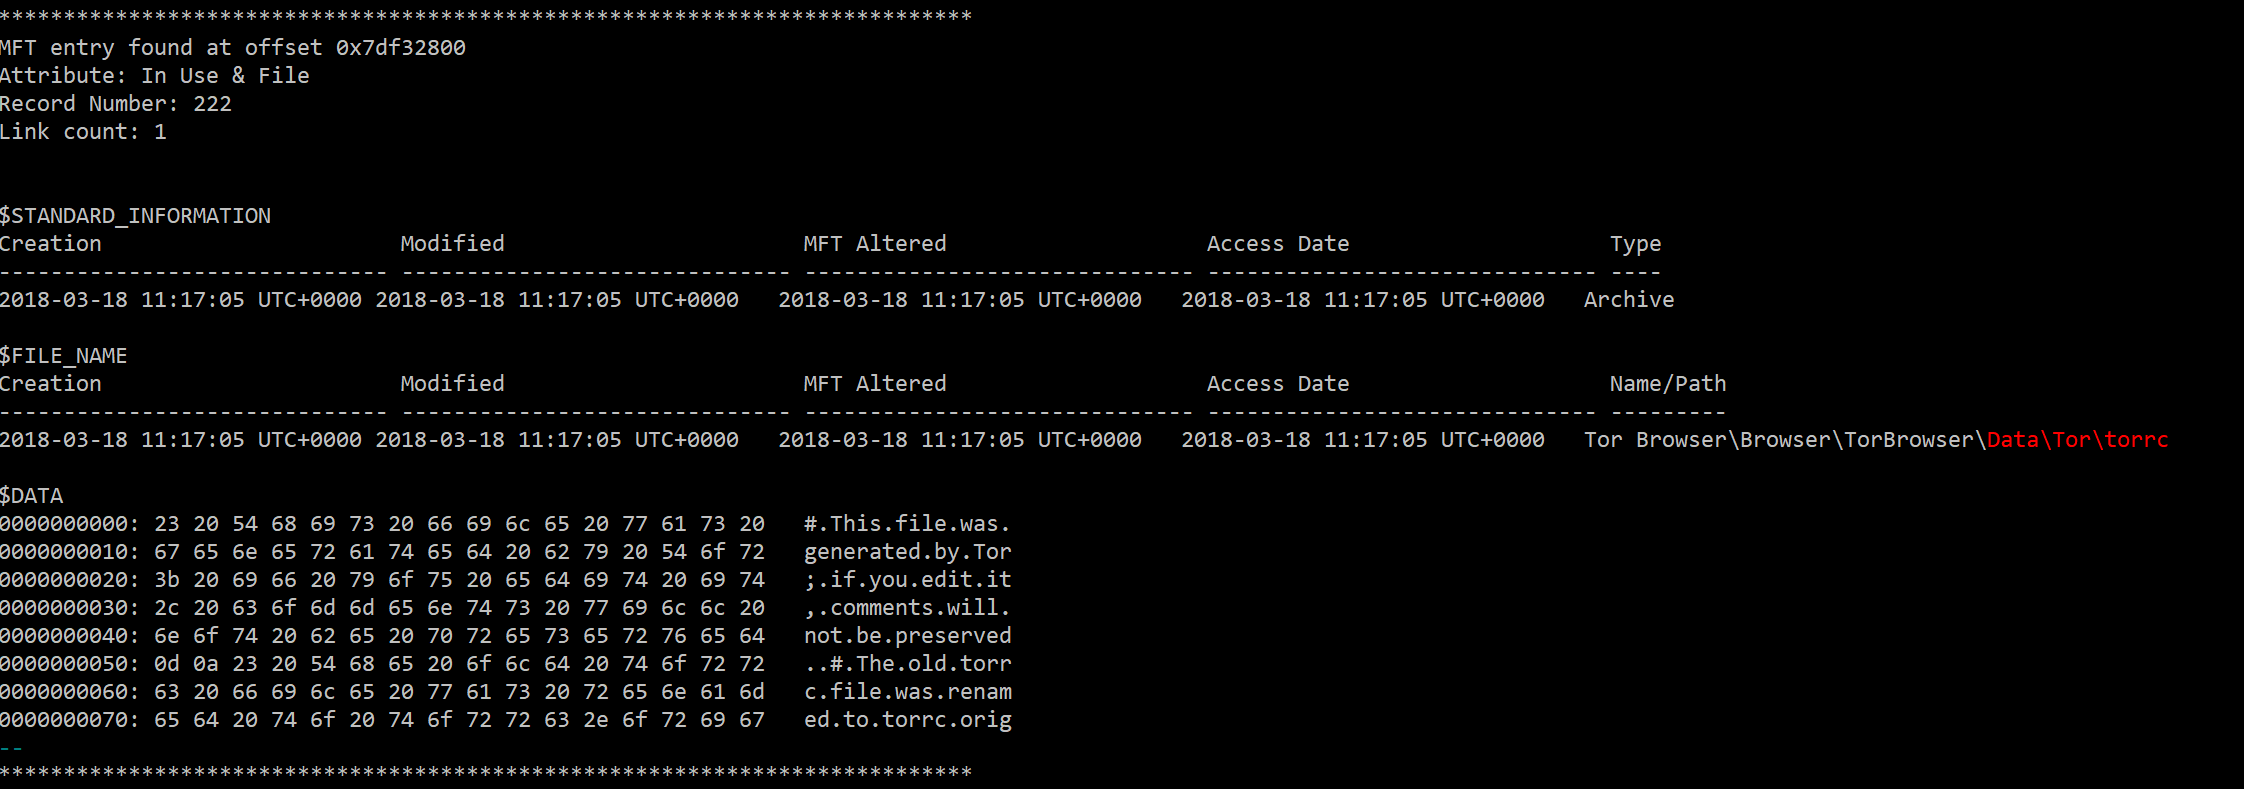 ***************************************************************************
MFT entry found at offset 0x7df32800
Attribute: In Use & File
Record Number: 222
Link count: 1
$STANDARD_INFORMATION
Creation                       Modified                       MFT Altered                    Access Date                    Type
------------------------------ ------------------------------ ------------------------------ ------------------------------ ----
2018-03-18 11:17:05 UTC+0000 2018-03-18 11:17:05 UTC+0000   2018-03-18 11:17:05 UTC+0000   2018-03-18 11:17:05 UTC+0000   Archive
$FILE_NAME
Creation                       Modified                       MFT Altered                    Access Date                    Name/Path
------------------------------ ------------------------------ ------------------------------ ------------------------------ ---------
2018-03-18 11:17:05 UTC+0000 2018-03-18 11:17:05 UTC+0000   2018-03-18 11:17:05 UTC+0000   2018-03-18 11:17:05 UTC+0000   Tor Browser\Browser\TorBrowser\Data\Tor\torrc
$DATA
0000000000: 23 20 54 68 69 73 20 66 69 6c 65 20 77 61 73 20   #.This.file.was.
0000000010: 67 65 6e 65 72 61 74 65 64 20 62 79 20 54 6f 72   generated.by.Tor
0000000020: 3b 20 69 66 20 79 6f 75 20 65 64 69 74 20 69 74   ;.if.you.edit.it
0000000030: 2c 20 63 6f 6d 6d 65 6e 74 73 20 77 69 6c 6c 20   ,.comments.will.
0000000040: 6e 6f 74 20 62 65 20 70 72 65 73 65 72 76 65 64   not.be.preserved
0000000050: 0d 0a 23 20 54 68 65 20 6f 6c 64 20 74 6f 72 72   ..#.The.old.torr
0000000060: 63 20 66 69 6c 65 20 77 61 73 20 72 65 6e 61 6d   c.file.was.renam
0000000070: 65 64 20 74 6f 20 74 6f 72 72 63 2e 6f 72 69 67   ed.to.torrc.orig
--
***************************************************************************